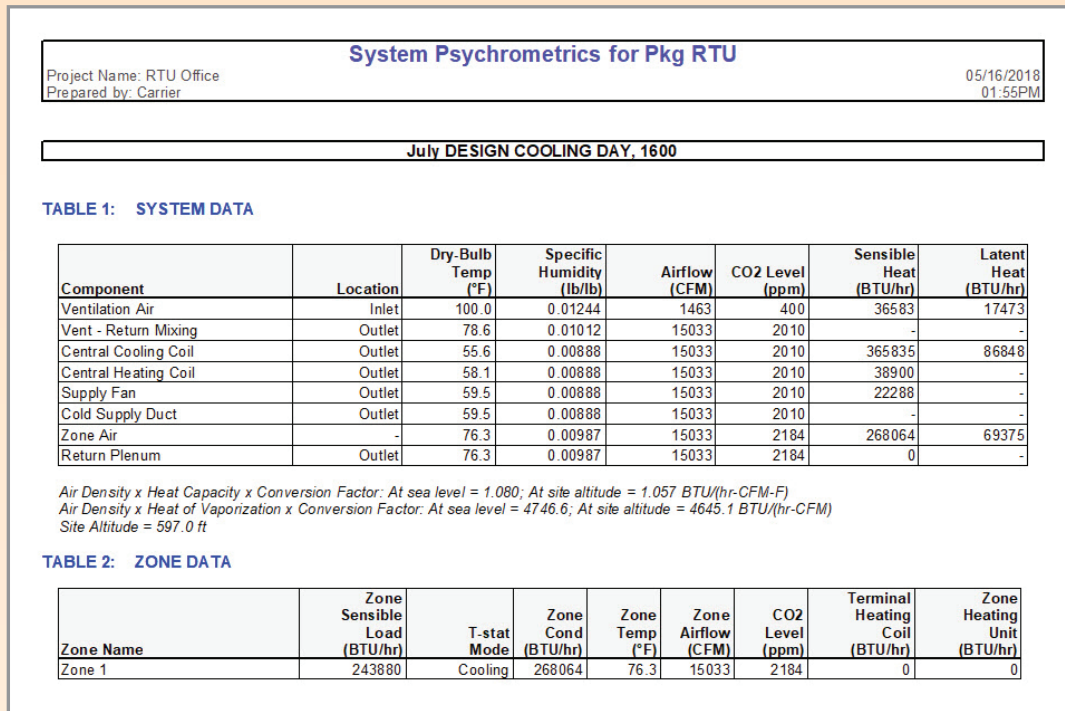 System Psychrometrics for Pkg RTU
Project Name: RTU Office 05/16/2018
Prepared by: Carrier 01:55PM
July DESIGN COOLING DAY, 1600
TABLE 1: SYSTEM DATA
Component Location Dry-Bulb Temp (°F) Specific Humidity (lb/lb) Airflow (CFM) CO2 Level (ppm) Sensible Heat (BTU/hr) Latent Heat (BTU/hr)
Ventilation Air Inlet 100.0 0.01244 1463 400 36583 17473
Vent - Return Mixing Outlet 78.6 0.01012 15033 2010 - -
Central Cooling Coil Outlet 55.6 0.00888 15033 2010 365835 86848
Central Heating Coil Outlet 58.1 0.00888 15033 2010 38900 -
Supply Fan Outlet 59.5 0.00888 15033 2010 22288 -
Cold Supply Duct Outlet 59.5 0.00888 15033 2010 - -
Zone Air - 76.3 0.00987 15033 2184 268064 69375
Return Plenum Outlet 76.3 0.00987 15033 2184 0 -
Air Density x Heat Capacity x Conversion Factor: At sea level = 1.080; At site altitude = 1.057 BTU/(hr-CFM-F)
Air Density x Heat of Vaporization x Conversion Factor: At sea level = 4746.6; At site altitude = 4645.1 BTU/(hr-CFM)
Site Altitude = 597.0 ft
TABLE 2: ZONE DATA
Zone Name Zone Sensible Load (BTU/hr) T-stat Mode Zone Cond (BTU/hr) Zone Temp (°F) Zone Airflow (CFM) CO2 Level (ppm) Terminal Heating Coil (BTU/hr) Zone Heating Unit (BTU/hr)
Zone 1 243880 Cooling 268064 76.3 15033 2184 0 0